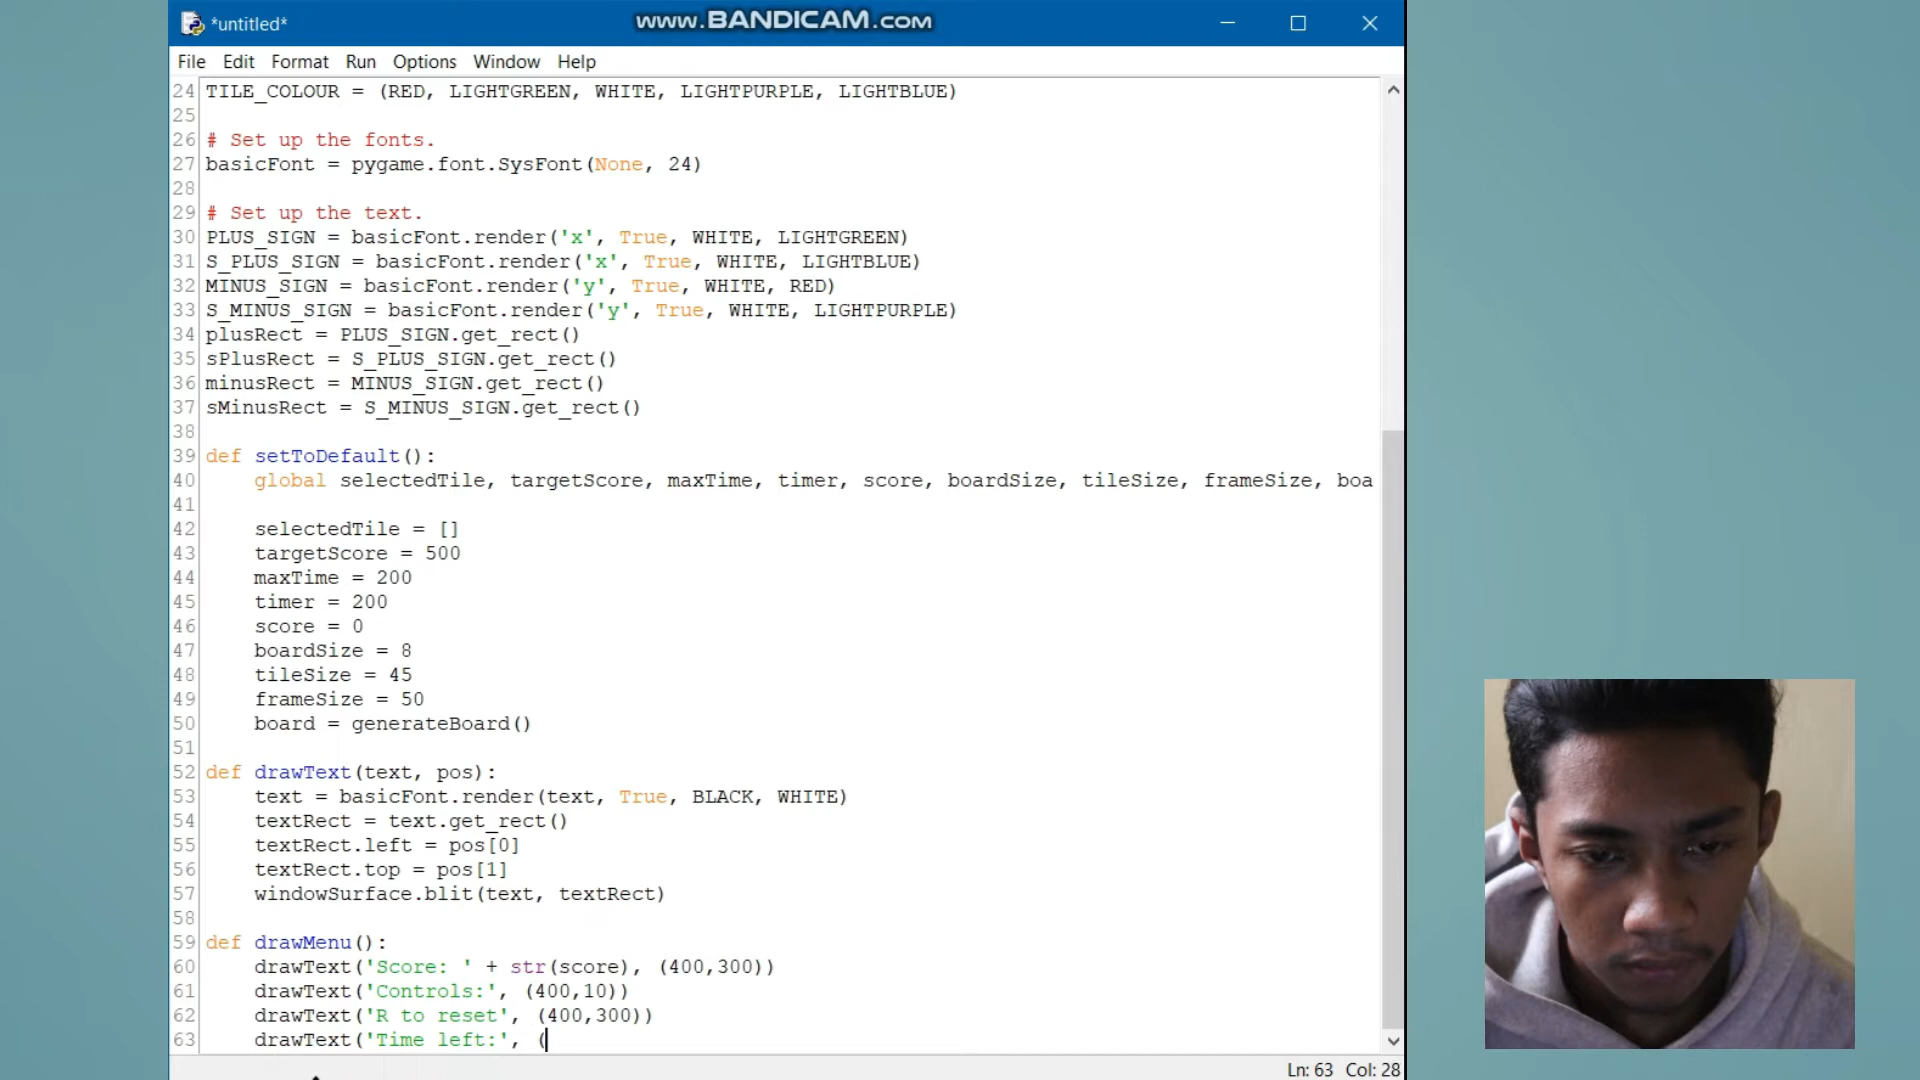 *untitled*
www.BANDICAM.com
File Edit Format Run Options Window Help
24 TILE_COLOUR = (RED, LIGHTGREEN, WHITE, LIGHTPURPLE, LIGHTBLUE)
25
26 # Set up the fonts.
27 basicFont = pygame.font.SysFont(None, 24)
28
29 # Set up the text.
30 PLUS_SIGN = basicFont.render('x', True, WHITE, LIGHTGREEN)
31 S_PLUS_SIGN = basicFont.render('x', True, WHITE, LIGHTBLUE)
32 MINUS_SIGN = basicFont.render('y', True, WHITE, RED)
33 S_MINUS_SIGN = basicFont.render('y', True, WHITE, LIGHTPURPLE)
34 plusRect = PLUS_SIGN.get_rect()
35 sPlusRect = S_PLUS_SIGN.get_rect()
36 minusRect = MINUS_SIGN.get_rect()
37 sMinusRect = S_MINUS_SIGN.get_rect()
38
39 def setToDefault():
40     global selectedTile, targetScore, maxTime, timer, score, boardSize, tileSize, frameSize, boa
41
42     selectedTile = []
43     targetScore = 500
44     maxTime = 200
45     timer = 200
46     score = 0
47     boardSize = 8
48     tileSize = 45
49     frameSize = 50
50     board = generateBoard()
51
52 def drawText(text, pos):
53     text = basicFont.render(text, True, BLACK, WHITE)
54     textRect = text.get_rect()
55     textRect.left = pos[0]
56     textRect.top = pos[1]
57     windowSurface.blit(text, textRect)
58
59 def drawMenu():
60     drawText('Score: ' + str(score), (400,300))
61     drawText('Controls:', (400,10))
62     drawText('R to reset', (400,300))
63     drawText('Time left:', (
Ln: 63 Col: 28